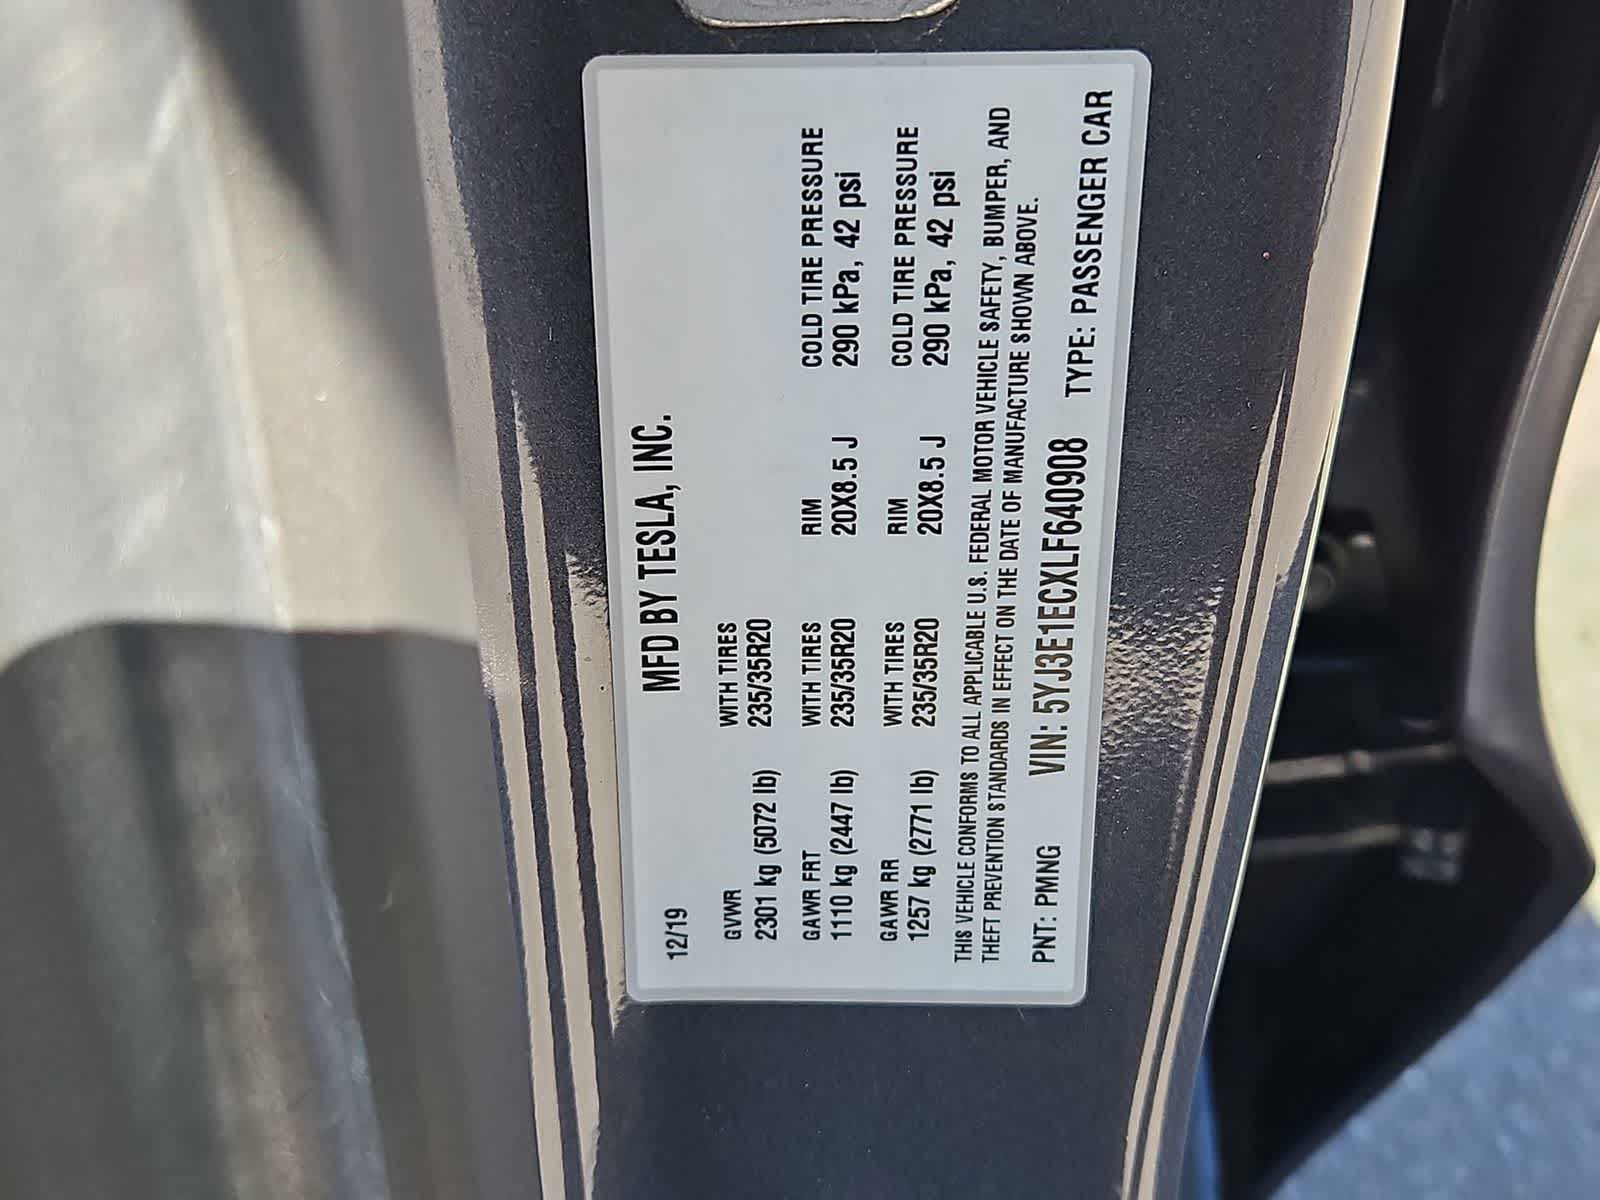 MFD BY TESLA, INC.
12/19
GVWR WITH TIRES
2301 kg (5072 lb) 235/35R20
GAWR FRT WITH TIRES RIM COLD TIRE PRESSURE
1110 kg (2447 lb) 235/35R20 20X8.5 J 290 kPa, 42 psi
GAWR RR WITH TIRES RIM COLD TIRE PRESSURE
1257 kg (2771 lb) 235/35R20 20X8.5 J 290 kPa, 42 psi
THIS VEHICLE CONFORMS TO ALL APPLICABLE U.S. FEDERAL MOTOR VEHICLE SAFETY, BUMPER, AND
THEFT PREVENTION STANDARDS IN EFFECT ON THE DATE OF MANUFACTURE SHOWN ABOVE.
PNT: PMNG VIN: 5YJ3E1ECXLF640908 TYPE: PASSENGER CAR